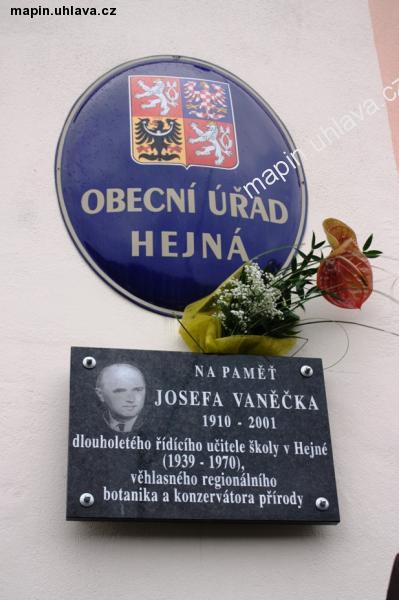 mapin.uhlava.cz
mapin.uhlava.cz
OBECNÍ ÚŘAD
HEJNÁ
NA PAMĚŤ
JOSEFA VANĚČKA
1910 - 2001
dlouholetého řídícího učitele školy v Hejné
(1939 - 1970),
věhlasného regionálního
botanika a konzervátora přírody